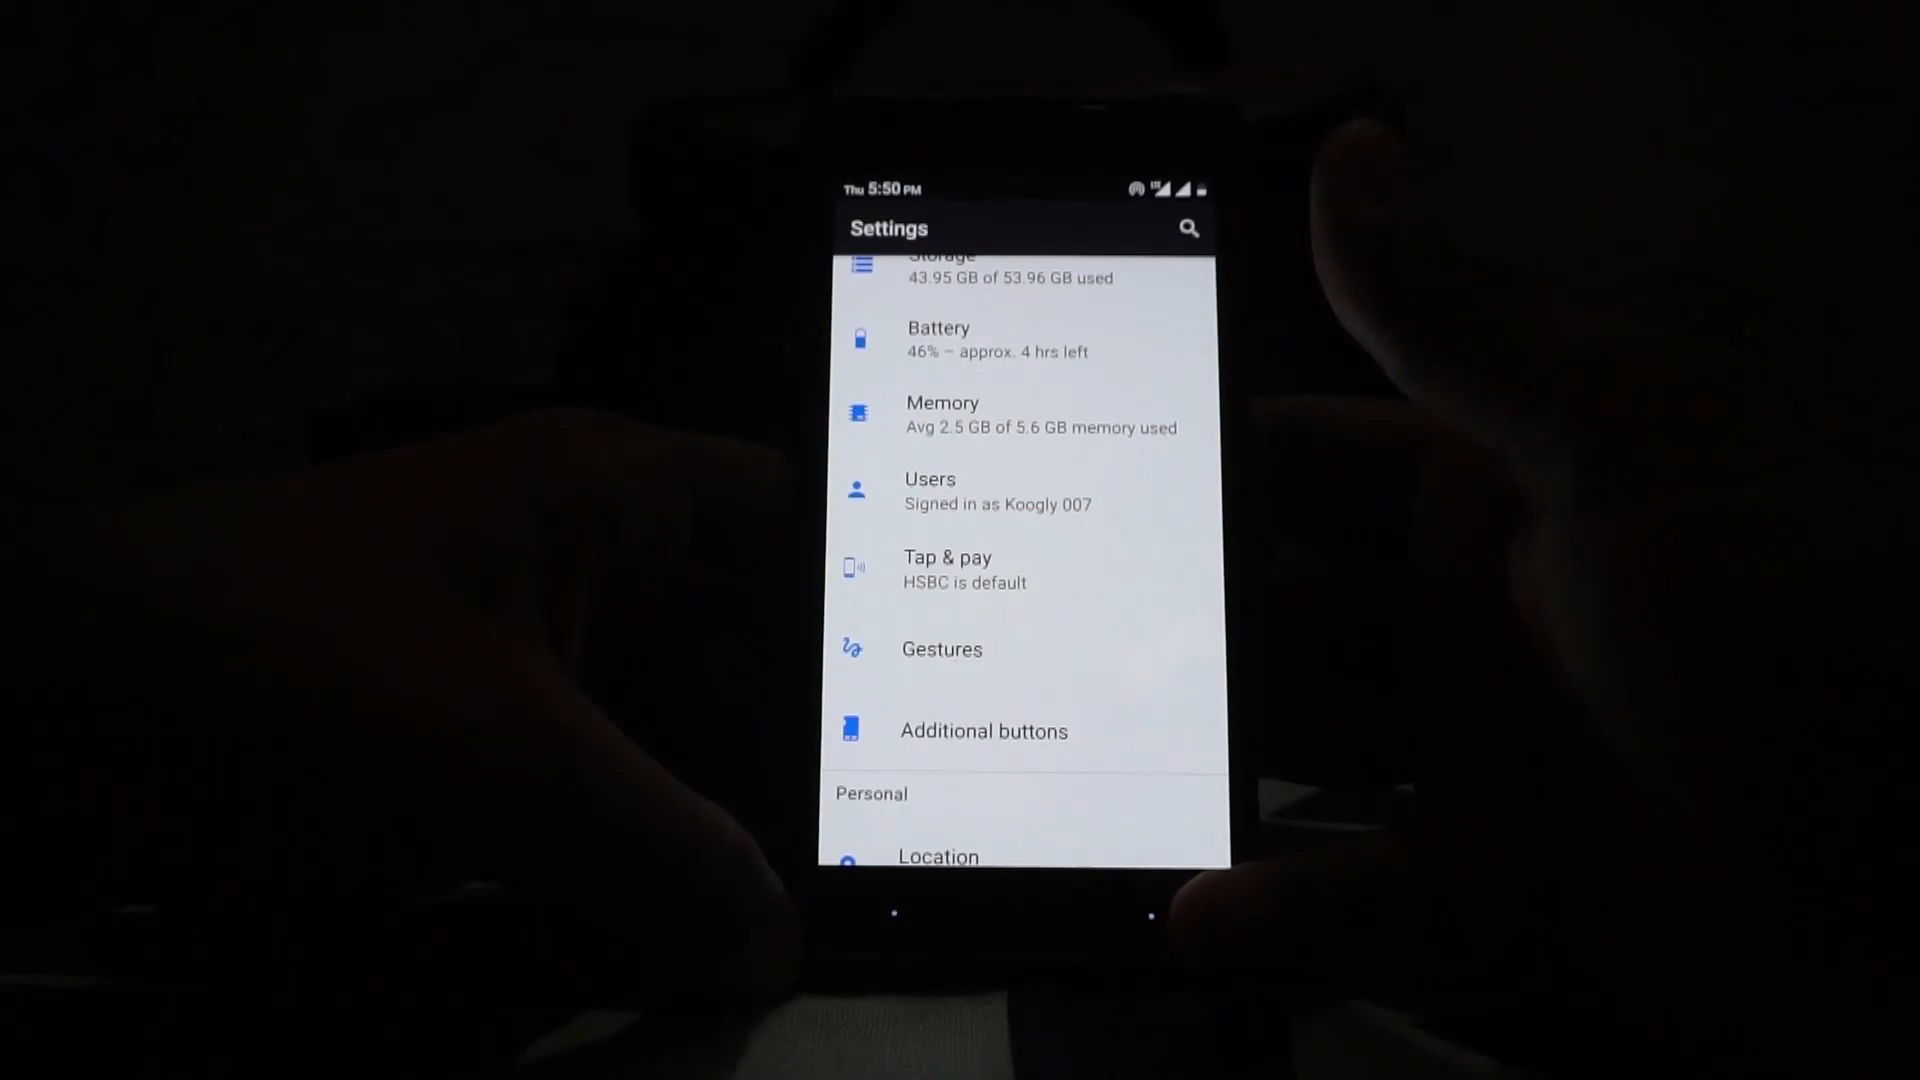 Thu 5:50 PM
Settings
Storage
43.95 GB of 53.96 GB used
Battery
46% – approx. 4 hrs left
Memory
Avg 2.5 GB of 5.6 GB memory used
Users
Signed in as Koogly 007
Tap & pay
HSBC is default
Gestures
Additional buttons
Personal
Location